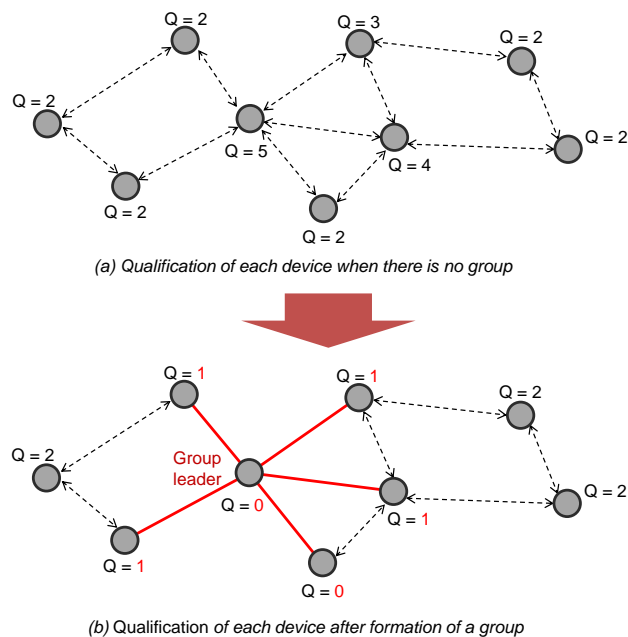 Q = 2
Q = 3
Q = 2
Q = 2
Q = 5
Q = 4
Q = 2
Q = 2
Q = 2
(a) Qualification of each device when there is no group
Q = 1
Q = 1
Q = 2
Q = 2
Group
leader
Q = 0
Q = 2
Q = 1
Q = 1
Q = 0
(b) Qualification of each device after formation of a group